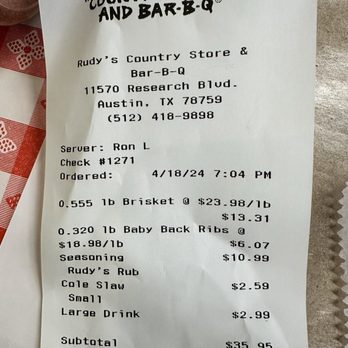 AND BAR-B-Q®
Rudy's Country Store &
Bar-B-Q
11570 Research Blvd.
Austin, TX 78759
(512) 418-9898
Server: Ron L
Check #1271
Ordered: 4/18/24 7:04 PM
0.555 lb Brisket @ $23.98/lb
$13.31
0.320 lb Baby Back Ribs @
$18.98/lb $6.07
Seasoning $10.99
Rudy's Rub
Cole Slaw $2.59
Small
Large Drink $2.99
Subtotal $35.95